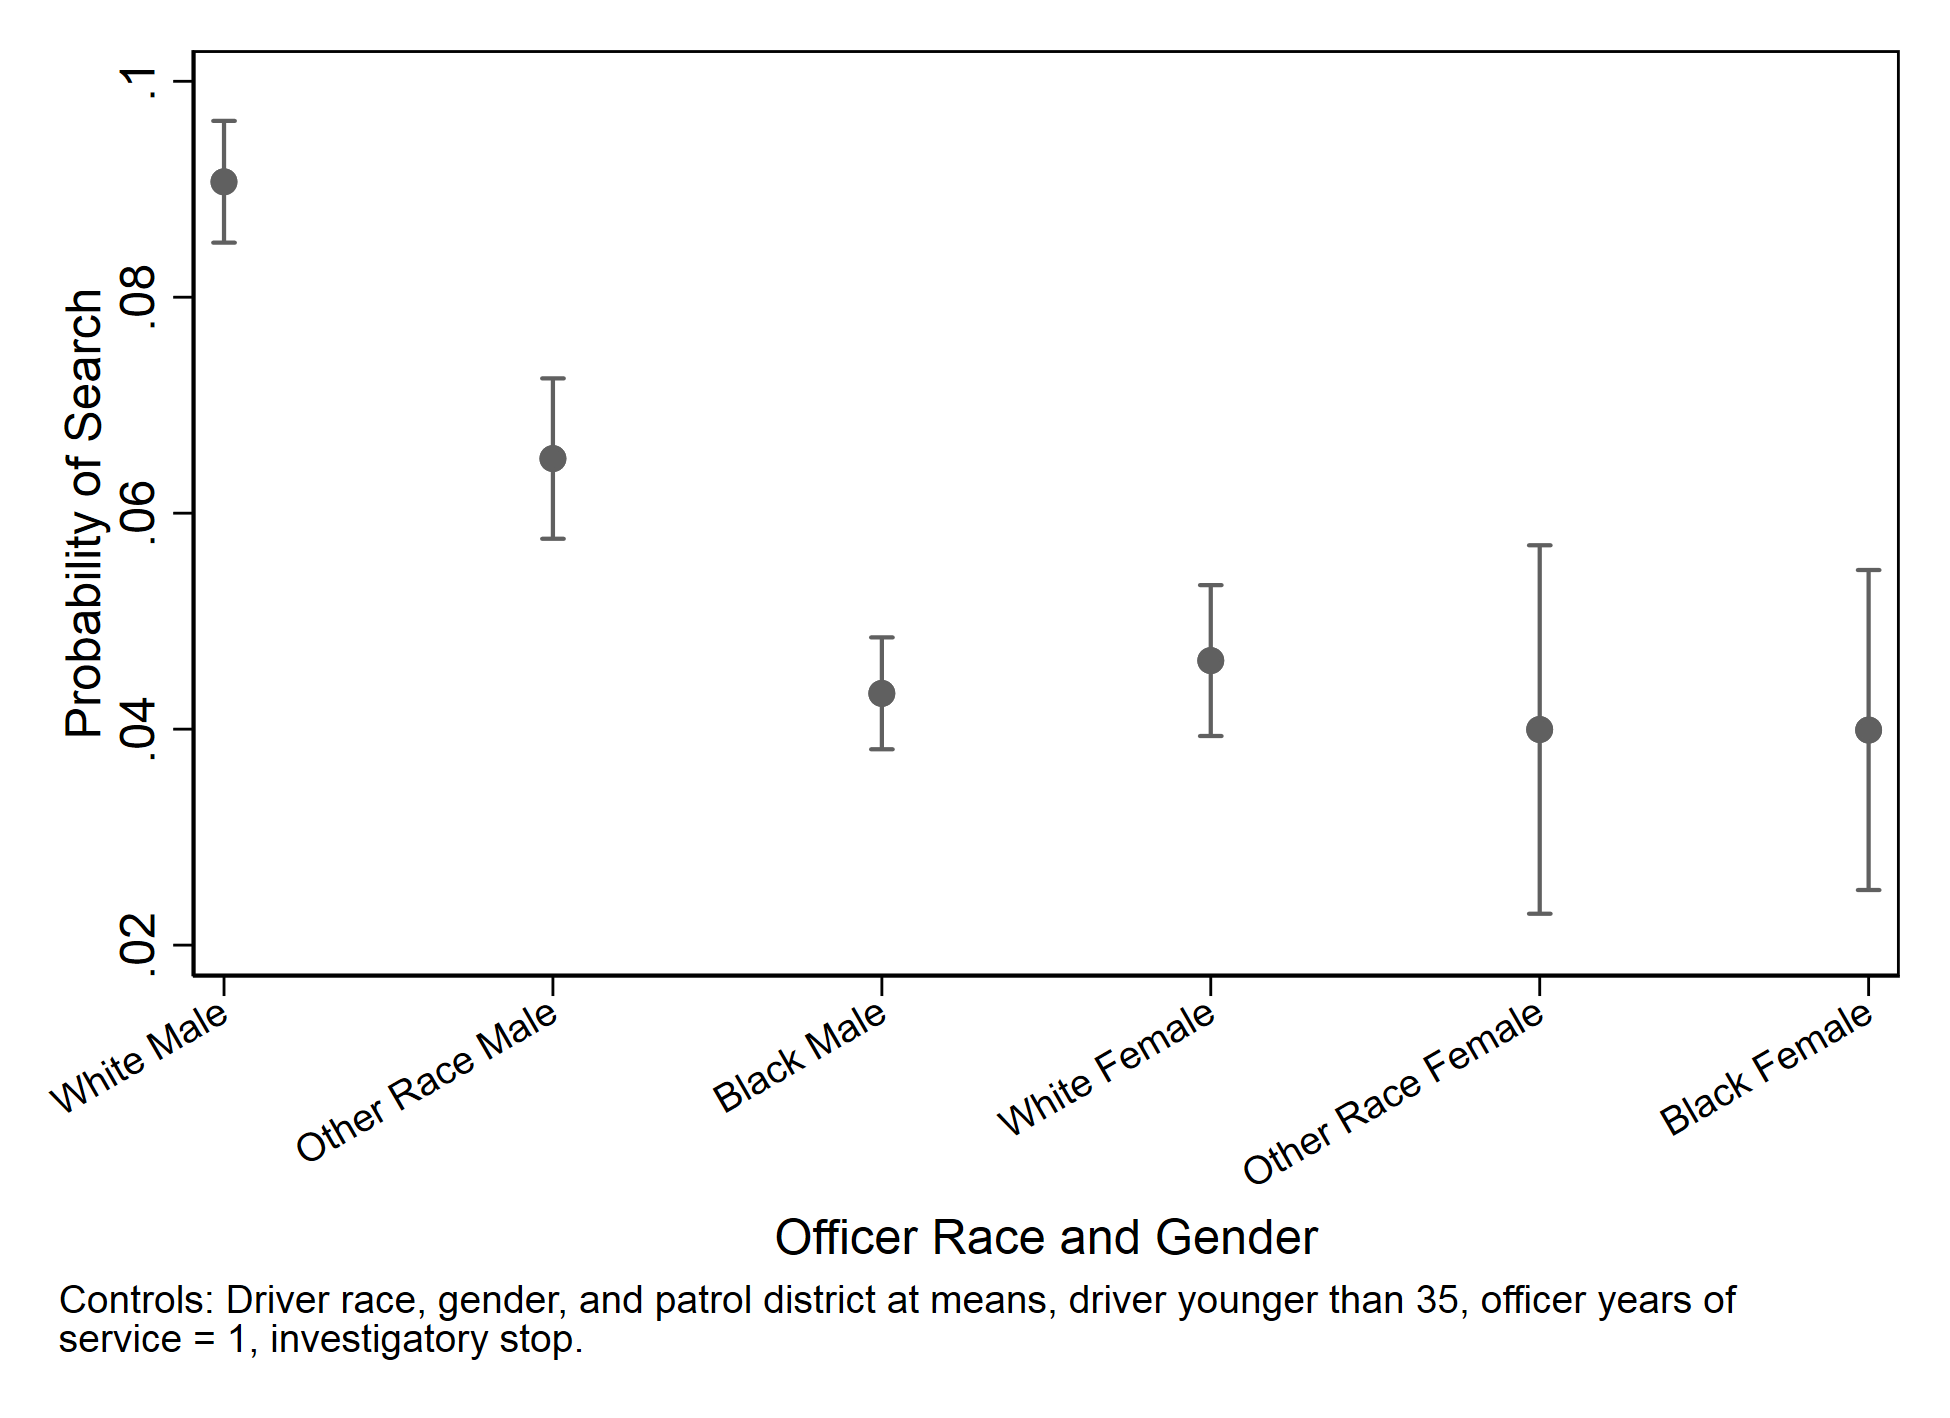 Probability of Search
.1
.08
.06
.04
.02
White Male
Other Race Male
Black Male
White Female
Other Race Female
Black Female
Officer Race and Gender
Controls: Driver race, gender, and patrol district at means, driver younger than 35, officer years of
service = 1, investigatory stop.